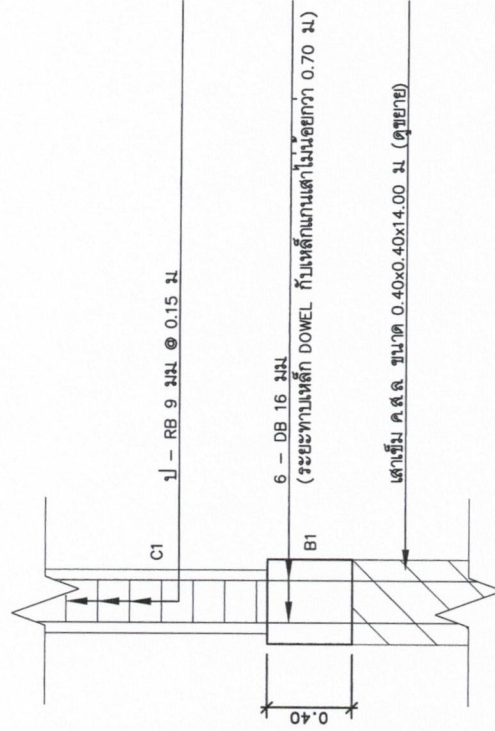 ป - RB 9 มม @ 0.15 ม
C1
6 - DB 16 มม
(ระยะทาบเหล็ก DOWEL กับเหล็กแกนเสาไม่น้อยกว่า 0.70 ม)
B1
0.40
เสาเข็ม ค.ส.ล ขนาด 0.40x0.40x14.00 ม (ดูขยาย)